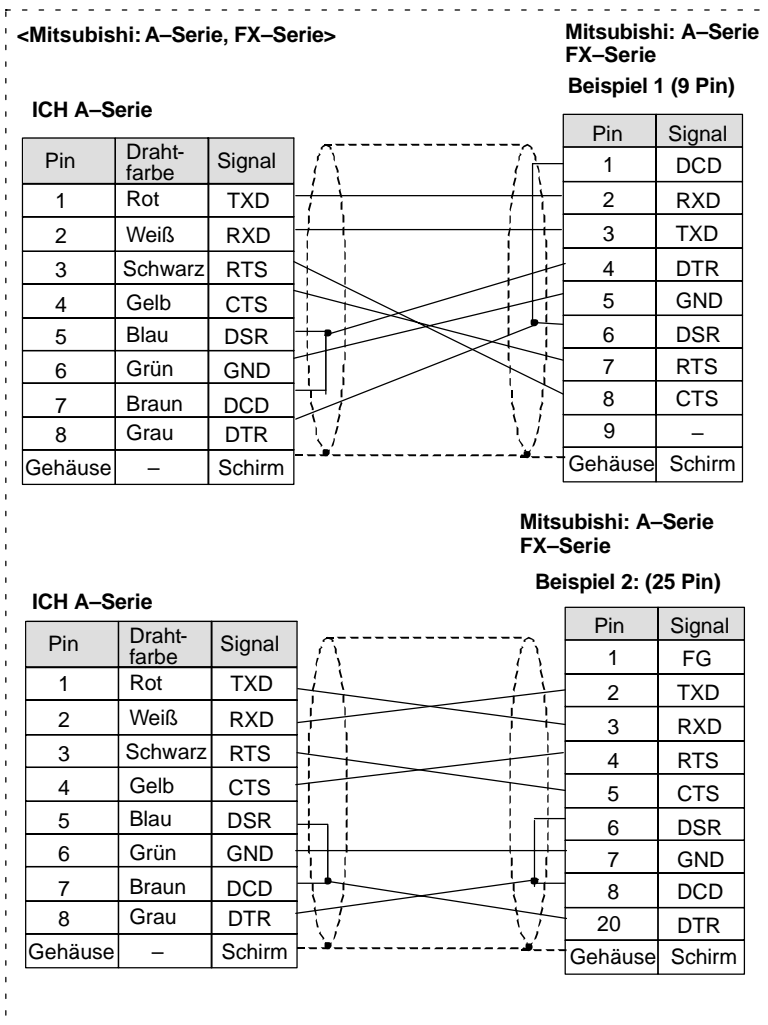 <Mitsubishi: A–Serie, FX–Serie>
Mitsubishi: A–Serie
FX–Serie
Beispiel 1 (9 Pin)
ICH A–Serie
Pin Draht-farbe Signal
1 Rot TXD
2 Weiß RXD
3 Schwarz RTS
4 Gelb CTS
5 Blau DSR
6 Grün GND
7 Braun DCD
8 Grau DTR
Gehäuse – Schirm
Pin Signal
1 DCD
2 RXD
3 TXD
4 DTR
5 GND
6 DSR
7 RTS
8 CTS
9 –
Gehäuse Schirm
Mitsubishi: A–Serie
FX–Serie
Beispiel 2: (25 Pin)
ICH A–Serie
Pin Draht-farbe Signal
1 Rot TXD
2 Weiß RXD
3 Schwarz RTS
4 Gelb CTS
5 Blau DSR
6 Grün GND
7 Braun DCD
8 Grau DTR
Gehäuse – Schirm
Pin Signal
1 FG
2 TXD
3 RXD
4 RTS
5 CTS
6 DSR
7 GND
8 DCD
20 DTR
Gehäuse Schirm